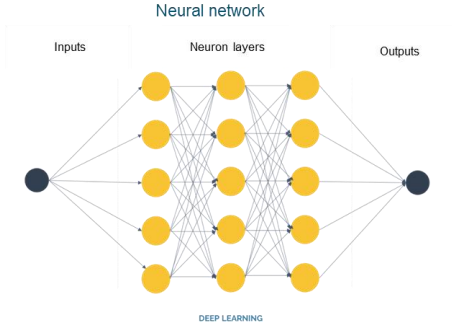 Neural network
Inputs
Neuron layers
Outputs
DEEP LEARNING